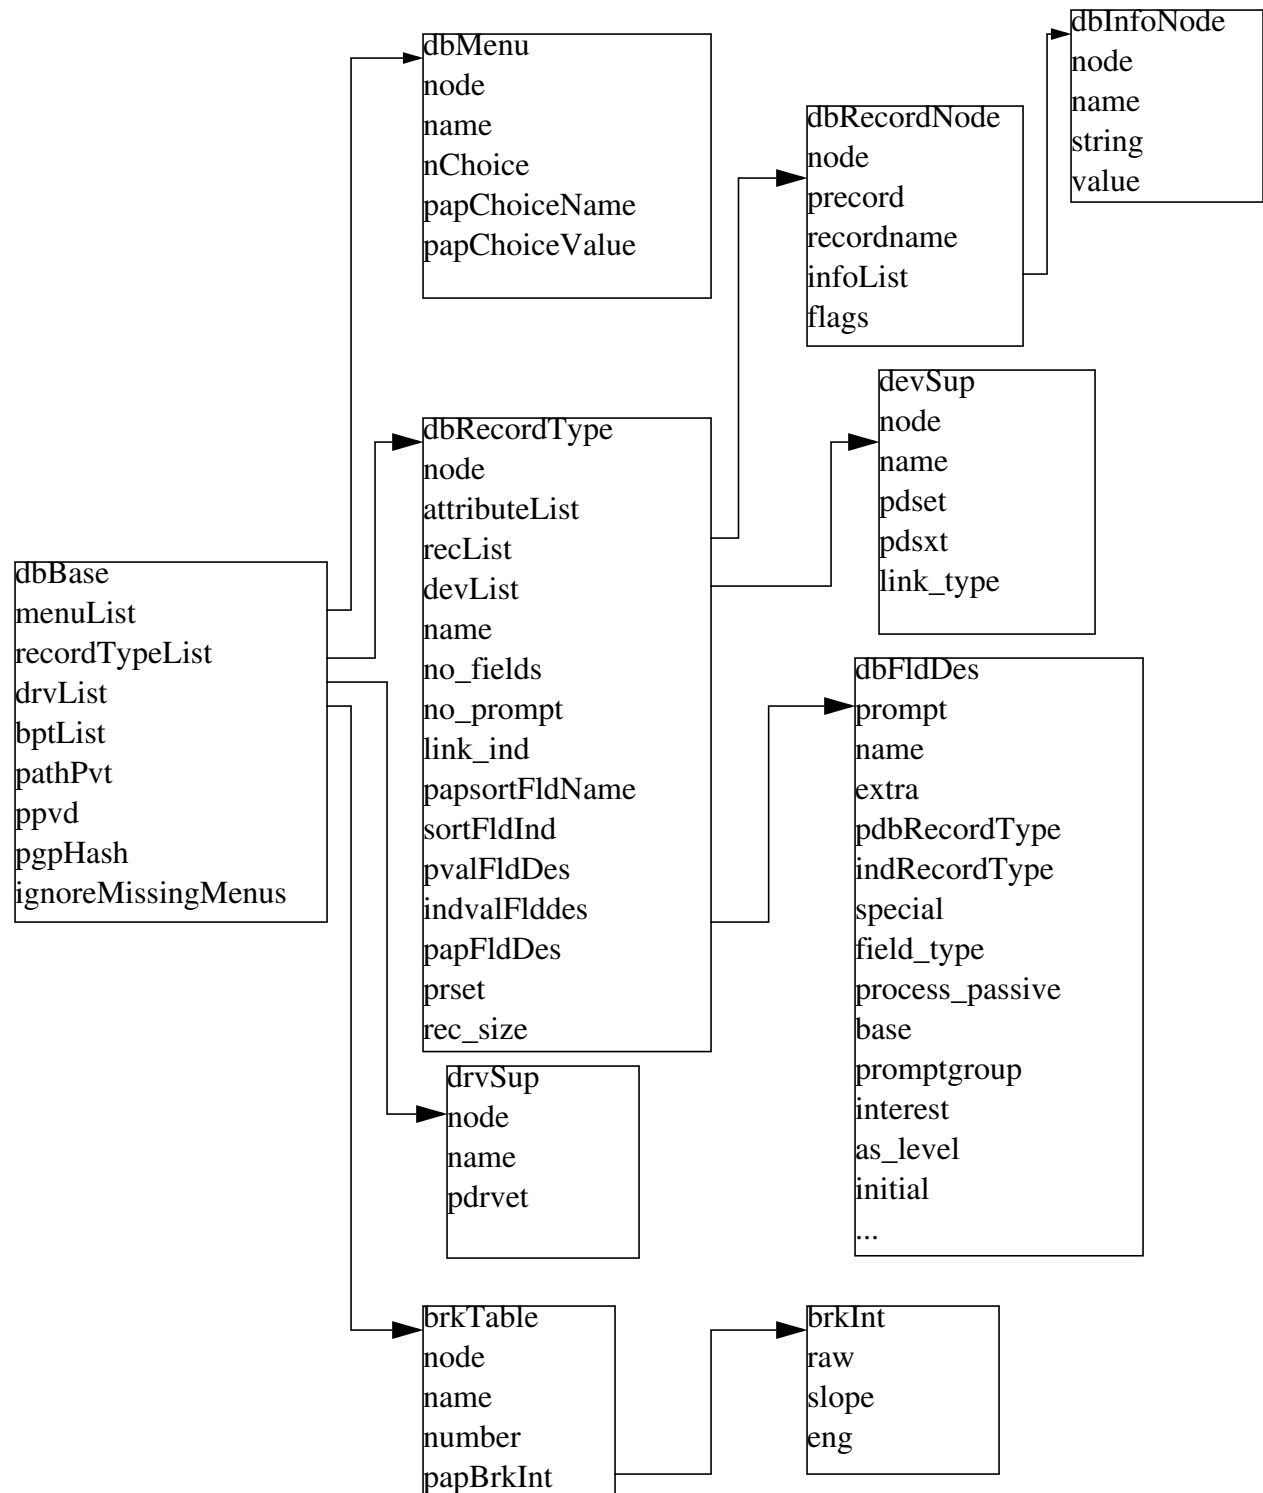 dbBase
menuList
recordTypeList
drvList
bptList
pathPvt
ppvd
pgpHash
ignoreMissingMenus
dbMenu
node
name
nChoice
papChoiceName
papChoiceValue
dbRecordType
node
attributeList
recList
devList
name
no_fields
no_prompt
link_ind
papsortFldName
sortFldInd
pvalFldDes
indvalFlddes
papFldDes
prset
rec_size
drvSup
node
name
pdrvet
brkTable
node
name
number
papBrkInt
dbRecordNode
node
precord
recordname
infoList
flags
dbInfoNode
node
name
string
value
devSup
node
name
pdset
pdsxt
link_type
dbFldDes
prompt
name
extra
pdbRecordType
indRecordType
special
field_type
process_passive
base
promptgroup
interest
as_level
initial
...
brkInt
raw
slope
eng